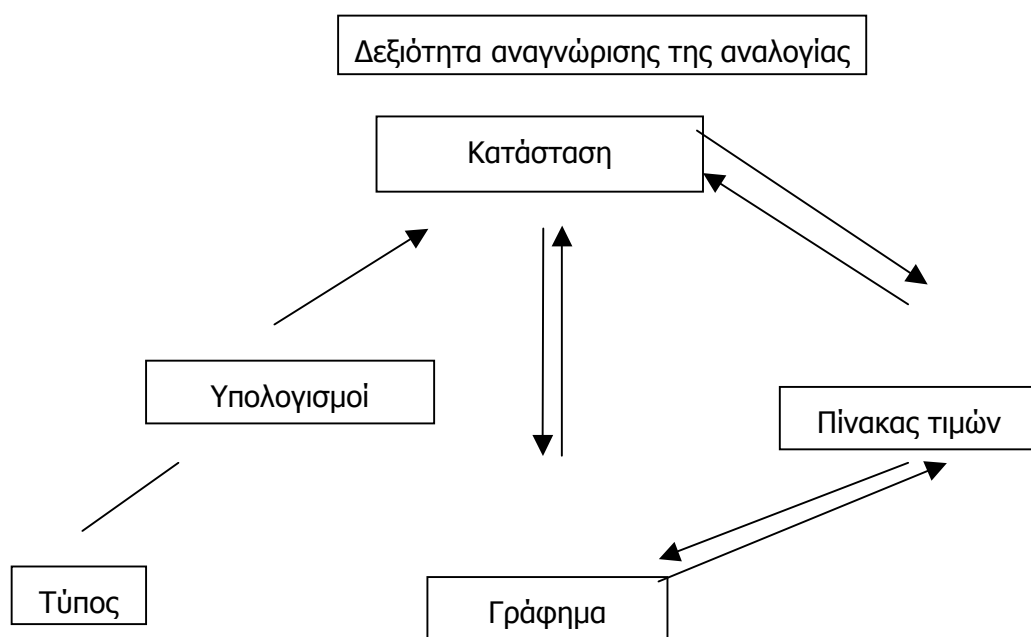 Δεξιότητα αναγνώρισης της αναλογίας
Κατάσταση
Υπολογισμοί
Πίνακας τιμών
Τύπος
Γράφημα